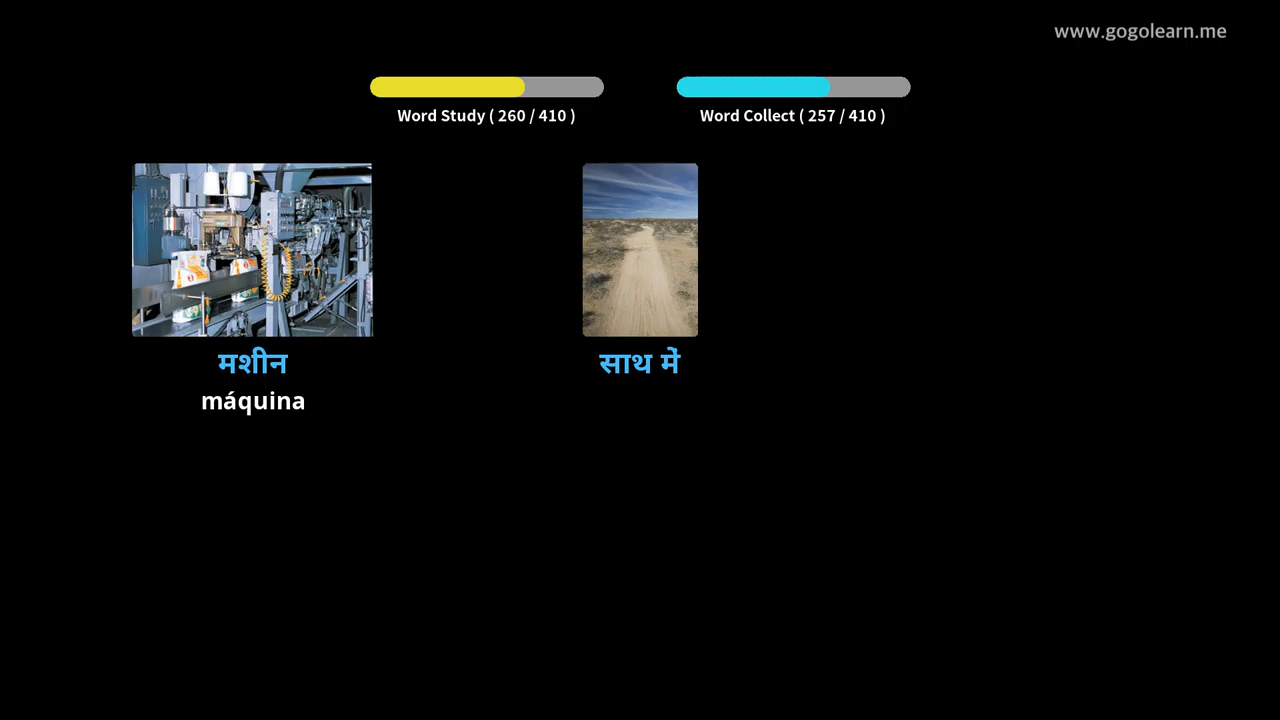 www.gogolearn.me
Word Study ( 260 / 410 )
Word Collect ( 257 / 410 )
मशीन
máquina
साथ में